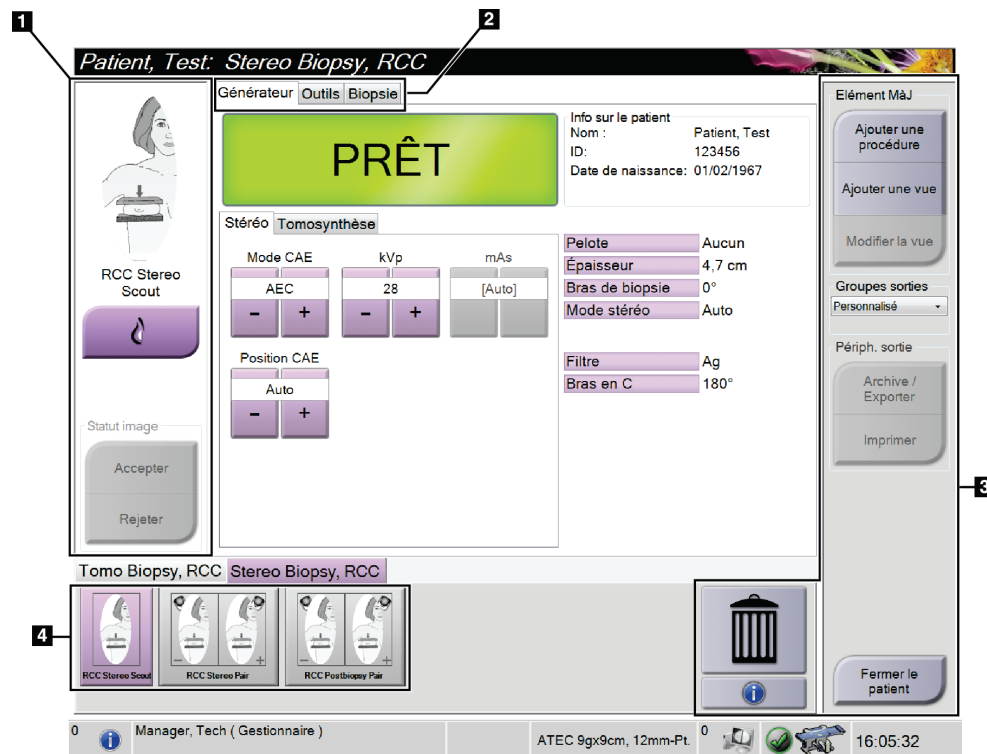 1
2
Patient, Test: Stereo Biopsy, RCC
Générateur Outils Biopsie
PRÊT
Info sur le patient
Nom : Patient, Test
ID: 123456
Date de naissance: 01/02/1967
Elément MàJ
Ajouter une
procédure
Ajouter une vue
Modifier la vue
Groupes sorties
Personnalisé
Périph. sortie
Archive /
Exporter
Imprimer
3
RCC Stereo
Scout
Statut image
Accepter
Rejeter
Stéréo Tomosynthèse
Mode CAE kVp mAs
AEC 28 [Auto]
- + - +
Position CAE
Auto
- +
Pelote Aucun
Épaisseur 4,7 cm
Bras de biopsie 0°
Mode stéréo Auto
Filtre Ag
Bras en C 180°
Tomo Biopsy, RCC Stereo Biopsy, RCC
4
- + - +
RCC Stereo Scout RCC Stereo Pair RCC Postbiopsy Pair
i
Fermer le
patient
0 i Manager, Tech ( Gestionnaire ) ATEC 9gx9cm, 12mm-Pt. 0 16:05:32